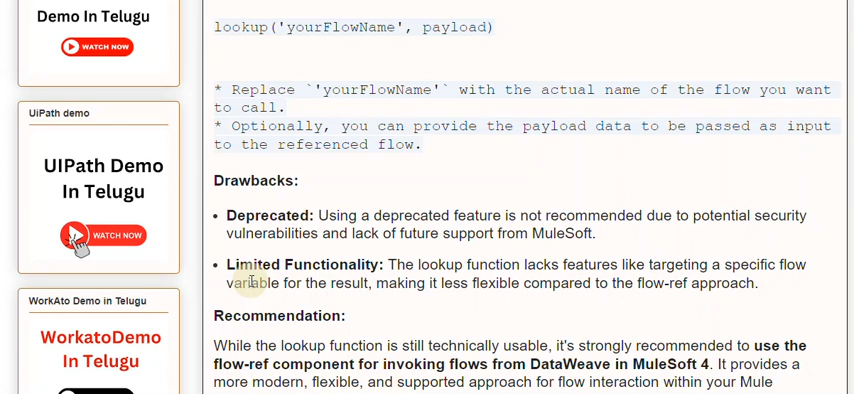 Demo In Telugu
WATCH NOW
UiPath demo
UIPath Demo
In Telugu
WATCH NOW
WorkAto Demo in Telugu
WorkatoDemo
In Telugu
lookup('yourFlowName', payload)
* Replace `'yourFlowName'` with the actual name of the flow you want
to call.
* Optionally, you can provide the payload data to be passed as input
to the referenced flow.
Drawbacks:
• Deprecated: Using a deprecated feature is not recommended due to potential security
vulnerabilities and lack of future support from MuleSoft.
• Limited Functionality: The lookup function lacks features like targeting a specific flow
variable for the result, making it less flexible compared to the flow-ref approach.
Recommendation:
While the lookup function is still technically usable, it's strongly recommended to use the
flow-ref component for invoking flows from DataWeave in MuleSoft 4. It provides a
more modern, flexible, and supported approach for flow interaction within your Mule